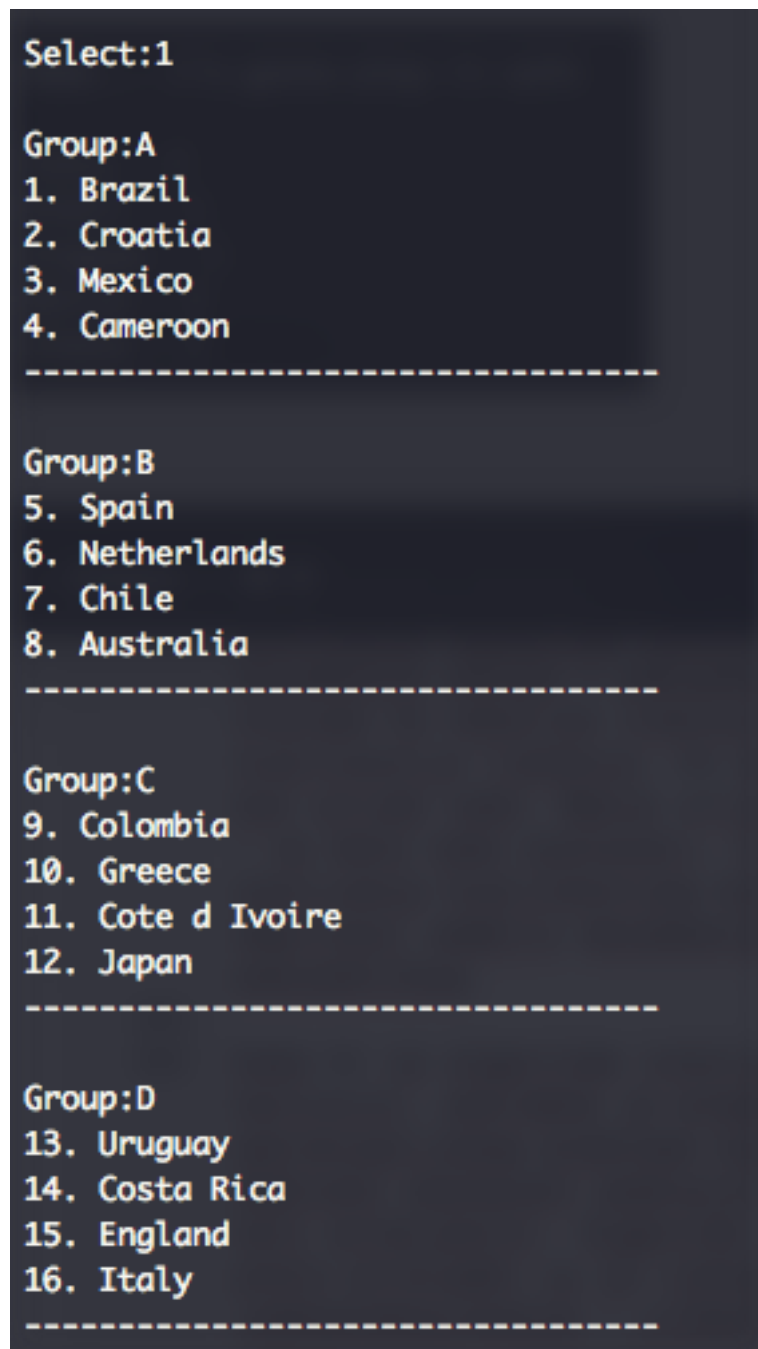 Select:1
Group:A
1. Brazil
2. Croatia
3. Mexico
4. Cameroon
----------------------------------
Group:B
5. Spain
6. Netherlands
7. Chile
8. Australia
----------------------------------
Group:C
9. Colombia
10. Greece
11. Cote d Ivoire
12. Japan
----------------------------------
Group:D
13. Uruguay
14. Costa Rica
15. England
16. Italy
----------------------------------